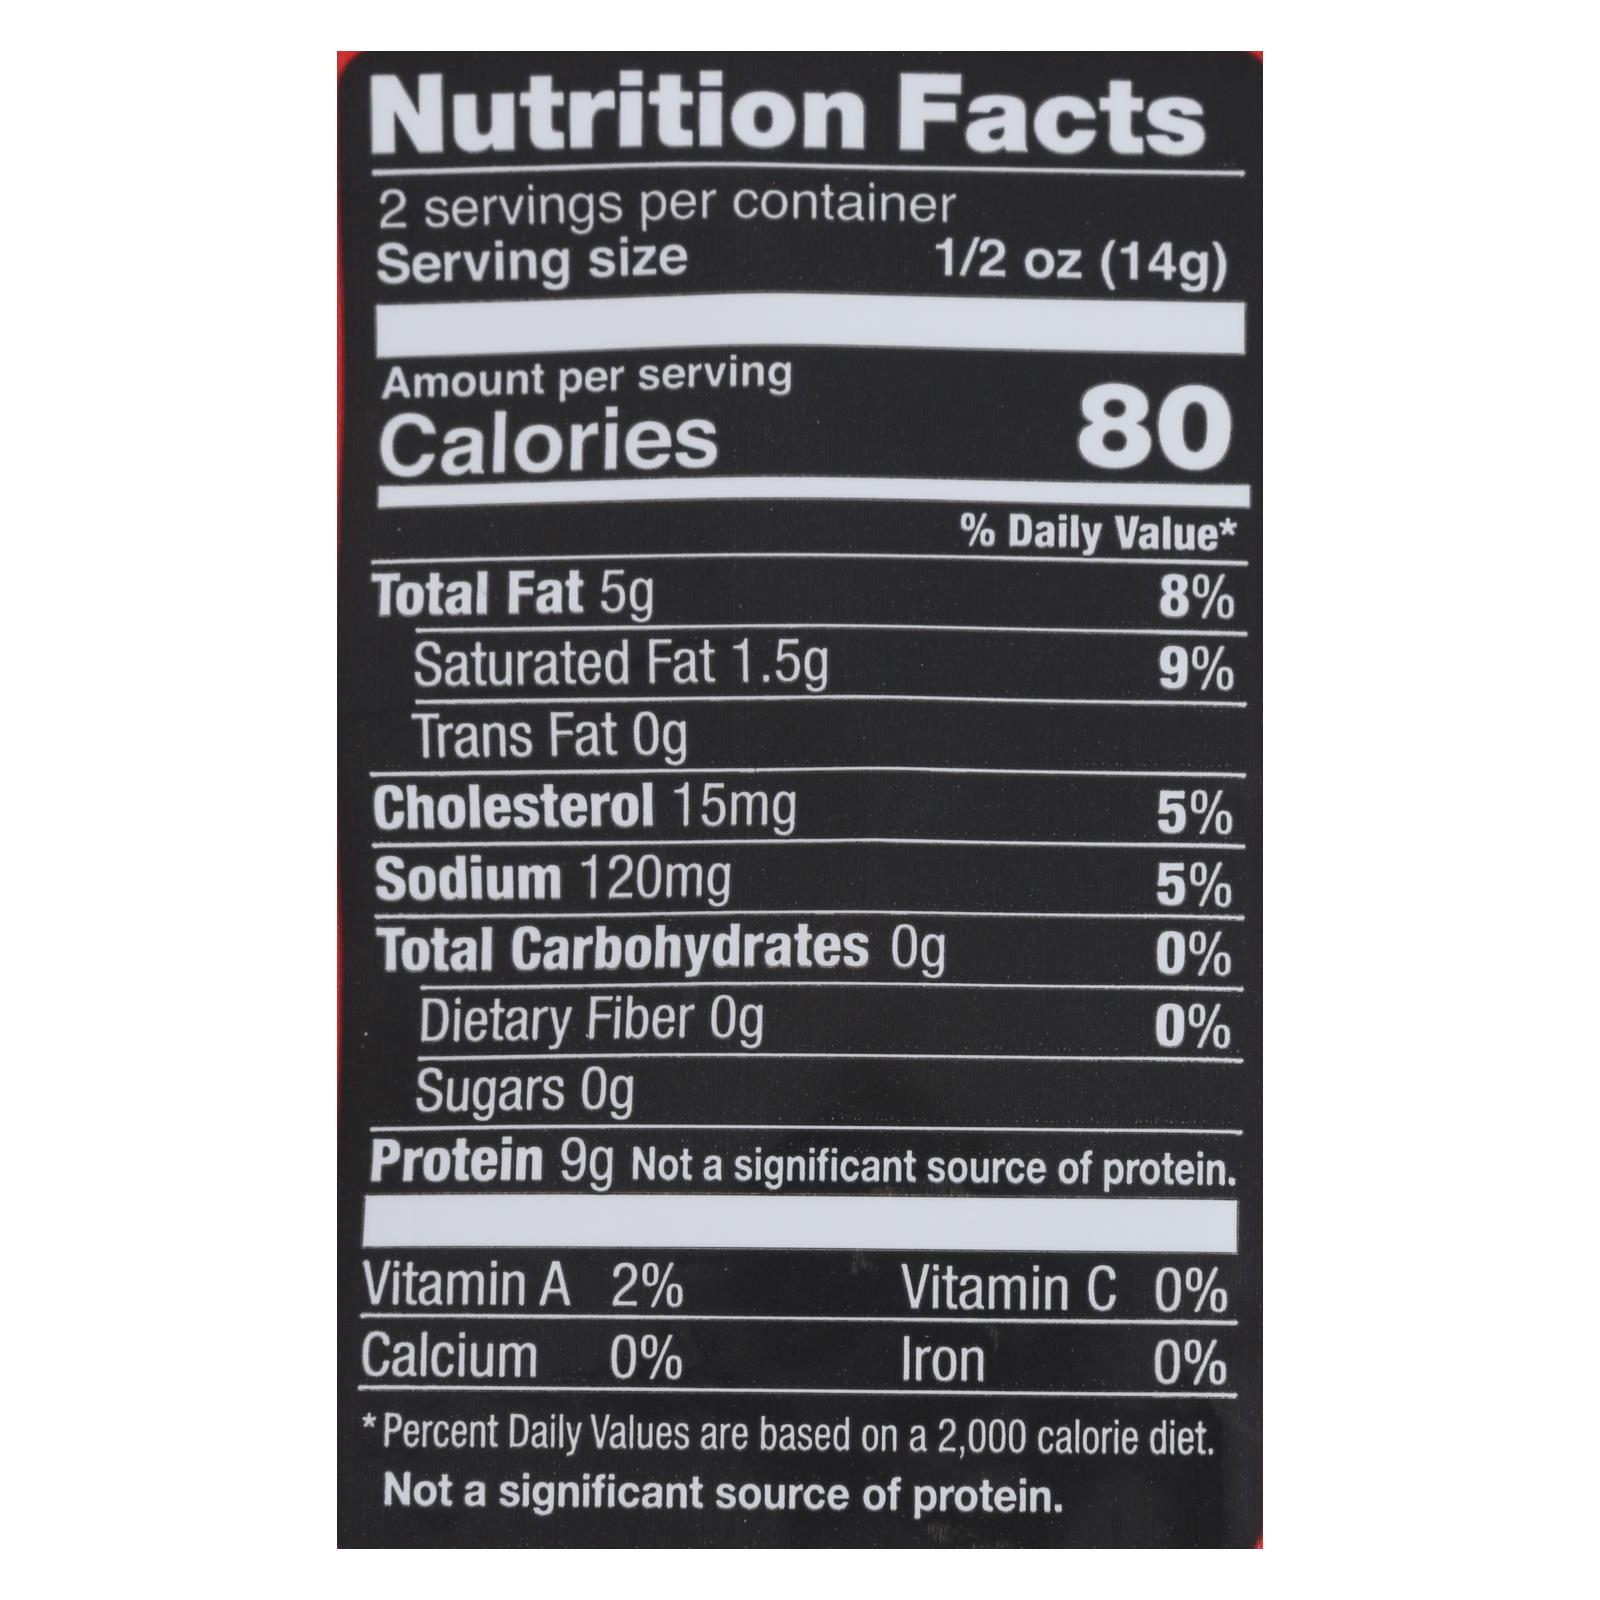 Nutrition Facts
2 servings per container
Serving size 1/2 oz (14g)
Amount per serving
Calories 80
% Daily Value*
Total Fat 5g 8%
Saturated Fat 1.5g 9%
Trans Fat 0g
Cholesterol 15mg 5%
Sodium 120mg 5%
Total Carbohydrates 0g 0%
Dietary Fiber 0g 0%
Sugars 0g
Protein 9g Not a significant source of protein.
Vitamin A 2% Vitamin C 0%
Calcium 0% Iron 0%
* Percent Daily Values are based on a 2,000 calorie diet.
Not a significant source of protein.